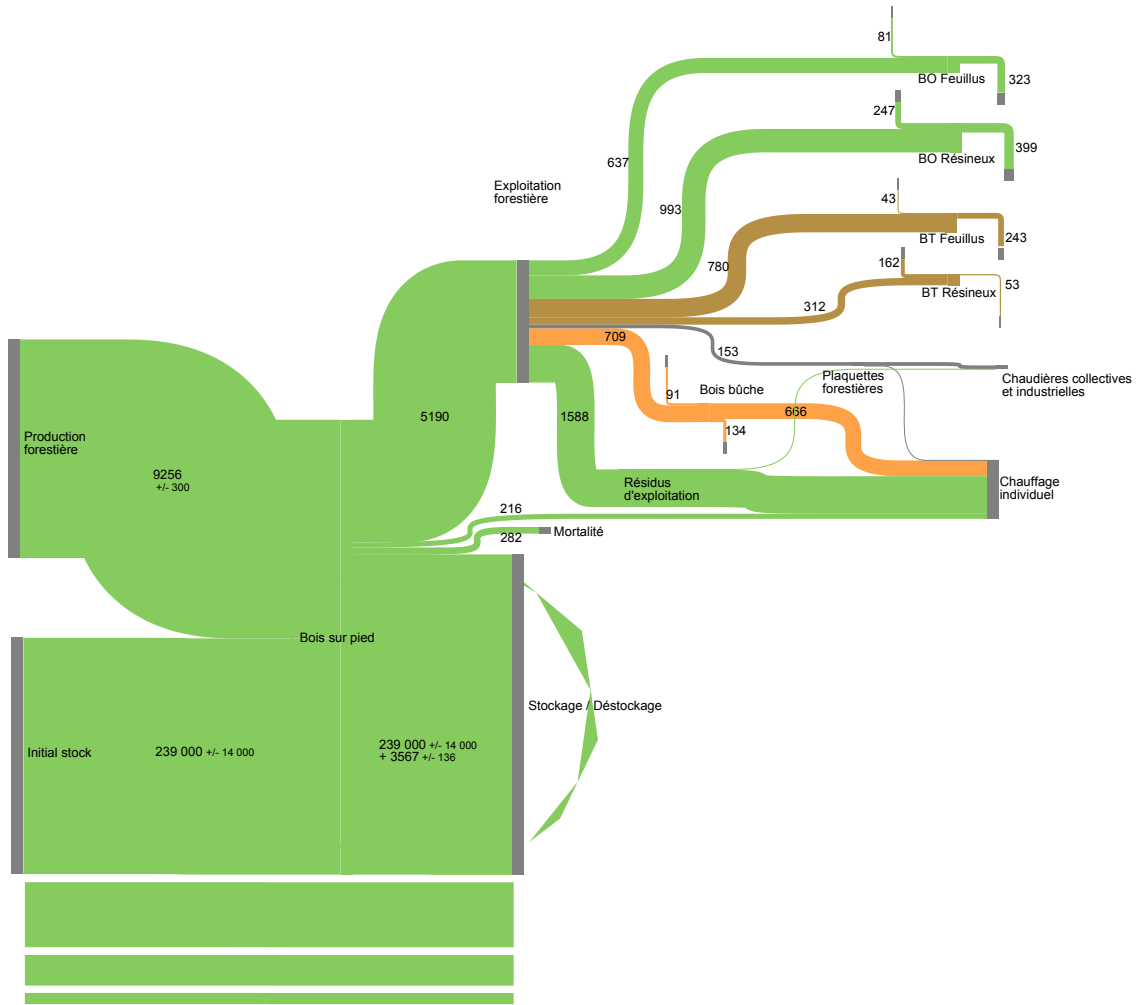 81
BO Feuillus
323
247
BO Résineux
399
637
Exploitation
forestière
993
43
BT Feuillus
243
780
162
BT Résineux
53
312
709
153
Plaquettes
forestières
Chaudières collectives
et industrielles
Bois bûche
91
666
134
5190
1588
Production
forestière
9256
+/- 300
Résidus
d'exploitation
Chauffage
individuel
216
282
Mortalité
Bois sur pied
Stockage / Déstockage
Initial stock
239 000 +/- 14 000
239 000 +/- 14 000
+ 3567 +/- 136